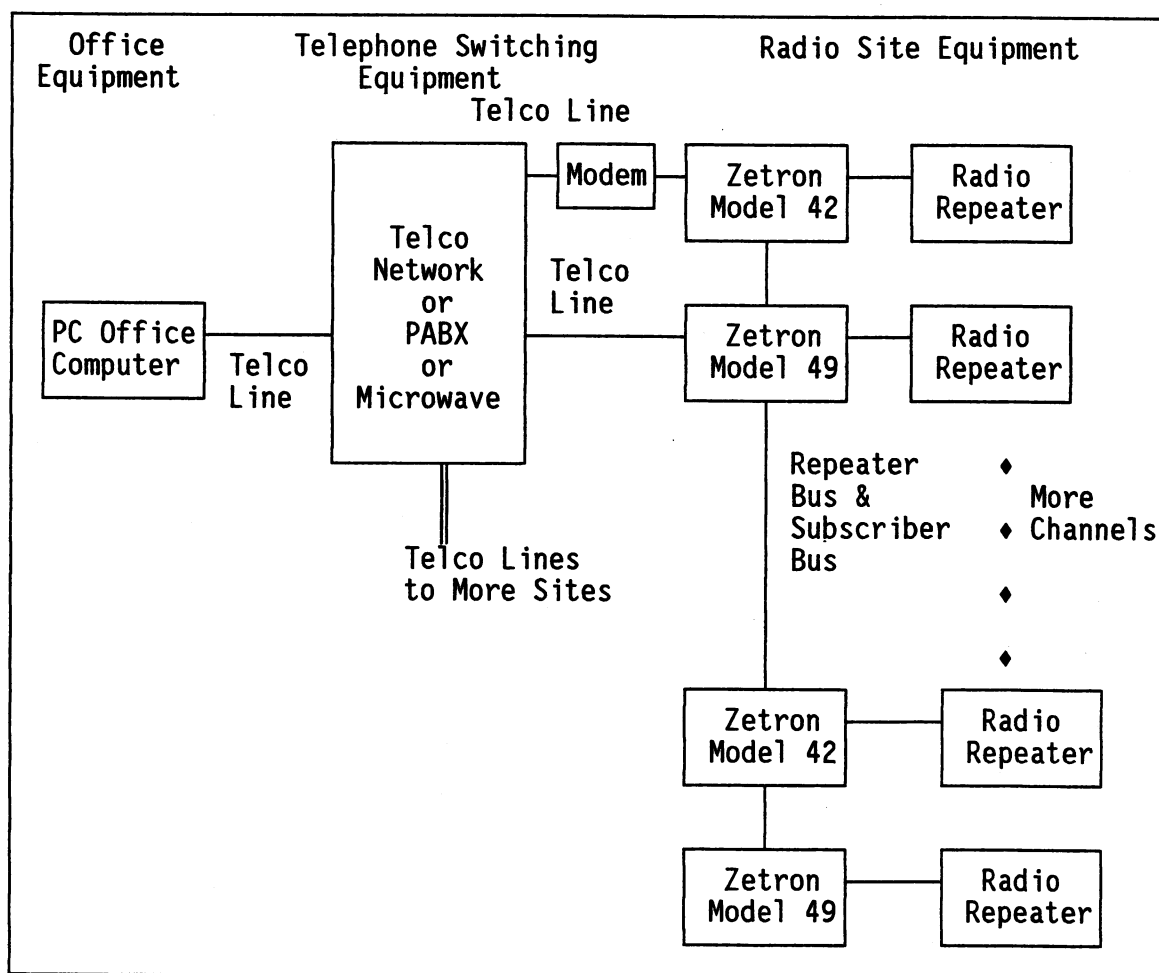 Office
Equipment
Telephone Switching
Equipment
Radio Site Equipment
Telco Line
Modem
Zetron
Model 42
Radio
Repeater
Telco
Network
or
PABX
or
Microwave
Telco
Line
PC Office
Computer
Telco
Line
Zetron
Model 49
Radio
Repeater
Repeater
Bus &
Subscriber
Bus
More
Channels
Telco Lines
to More Sites
Zetron
Model 42
Radio
Repeater
Zetron
Model 49
Radio
Repeater